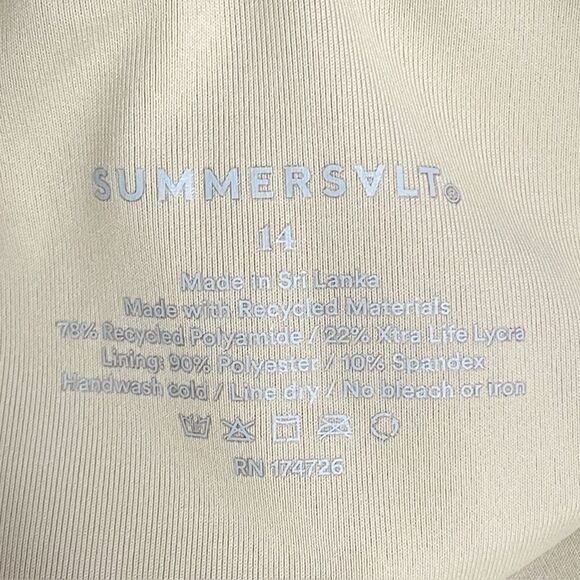 SUMMERSALT®
14
Made in Sri Lanka
Made with Recycled Materials
78% Recycled Polyamide / 22% Xtra Life Lycra
Lining: 90% Polyester / 10% Spandex
Handwash cold / Line dry / No bleach or iron
RN 174726